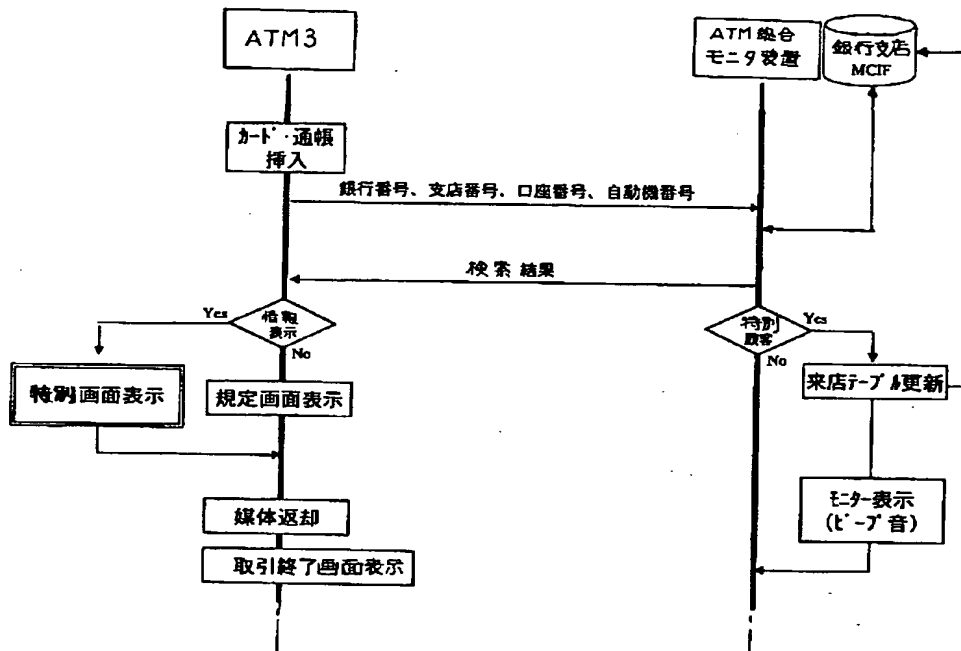 ATM3
ATM総合
モニタ装置
銀行支店
MCIF
カード・通帳
挿入
銀行番号、支店番号、口座番号、自動機番号
検索結果
Yes
情報
表示
No
特別
顧客
Yes
No
特別画面表示
規定画面表示
来店テーブル更新
媒体返却
モニター表示
(ビープ音)
取引終了画面表示